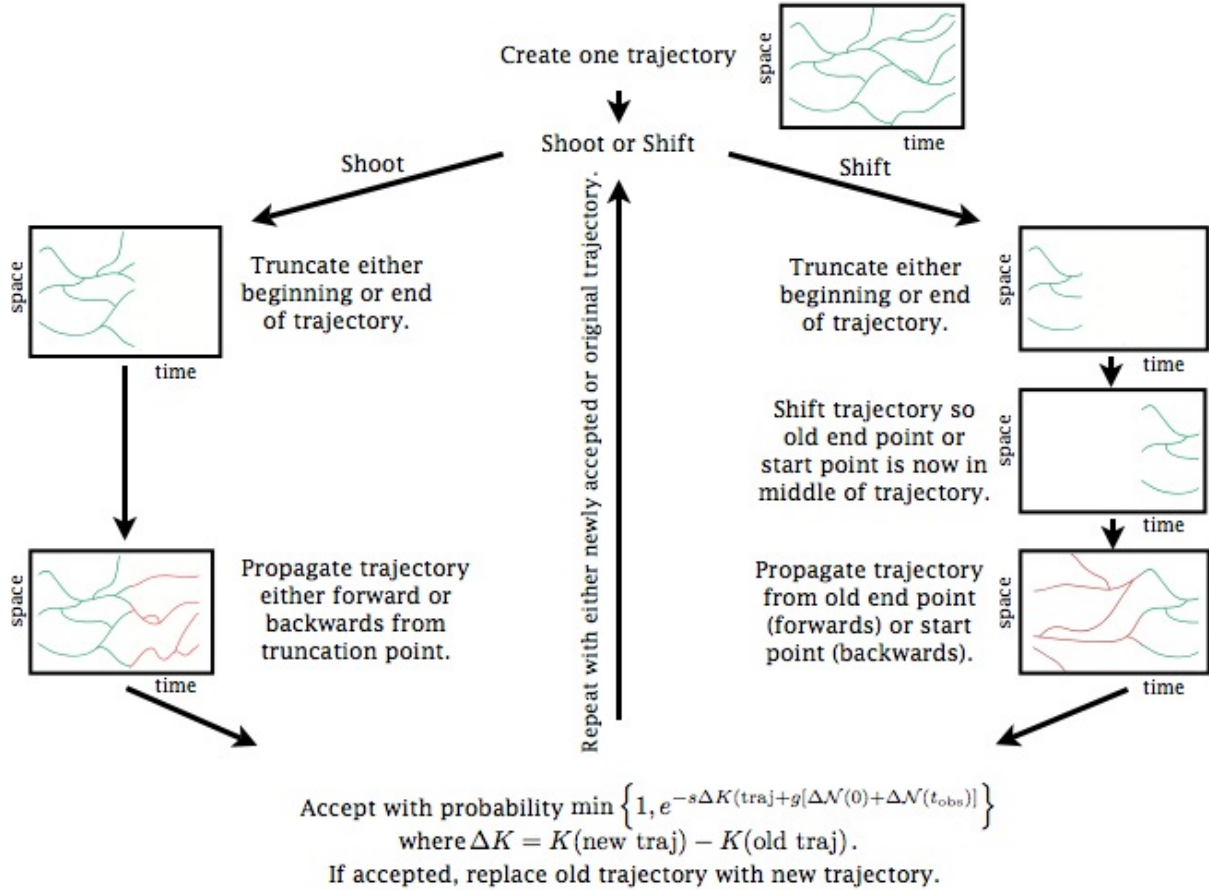 Create one trajectory
space
time
Shoot or Shift
Shoot
Shift
space
time
Truncate either
beginning or end
of trajectory.
Repeat with either newly accepted or original trajectory.
Truncate either
beginning or end
of trajectory.
space
time
Shift trajectory so
old end point or
start point is now in
middle of trajectory.
space
time
space
time
Propagate trajectory
either forward or
backwards from
truncation point.
Propagate trajectory
from old end point
(forwards) or start
point (backwards).
space
time
Accept with probability min {1, e^{-sΔK(traj+g[Δ𝒩(0)+Δ𝒩(t_obs)]}}
where ΔK = K(new traj) − K(old traj).
If accepted, replace old trajectory with new trajectory.